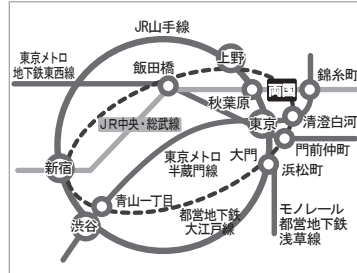 JR山手線
上野
東京メトロ
地下鉄東西線
飯田橋
両国
錦糸町
秋葉原
東京
清澄白河
JR中央・総武線
門前仲町
新宿
東京メトロ
半蔵門線
大門
浜松町
青山一丁目
渋谷
都営地下鉄
大江戸線
モノレール
都営地下鉄
浅草線